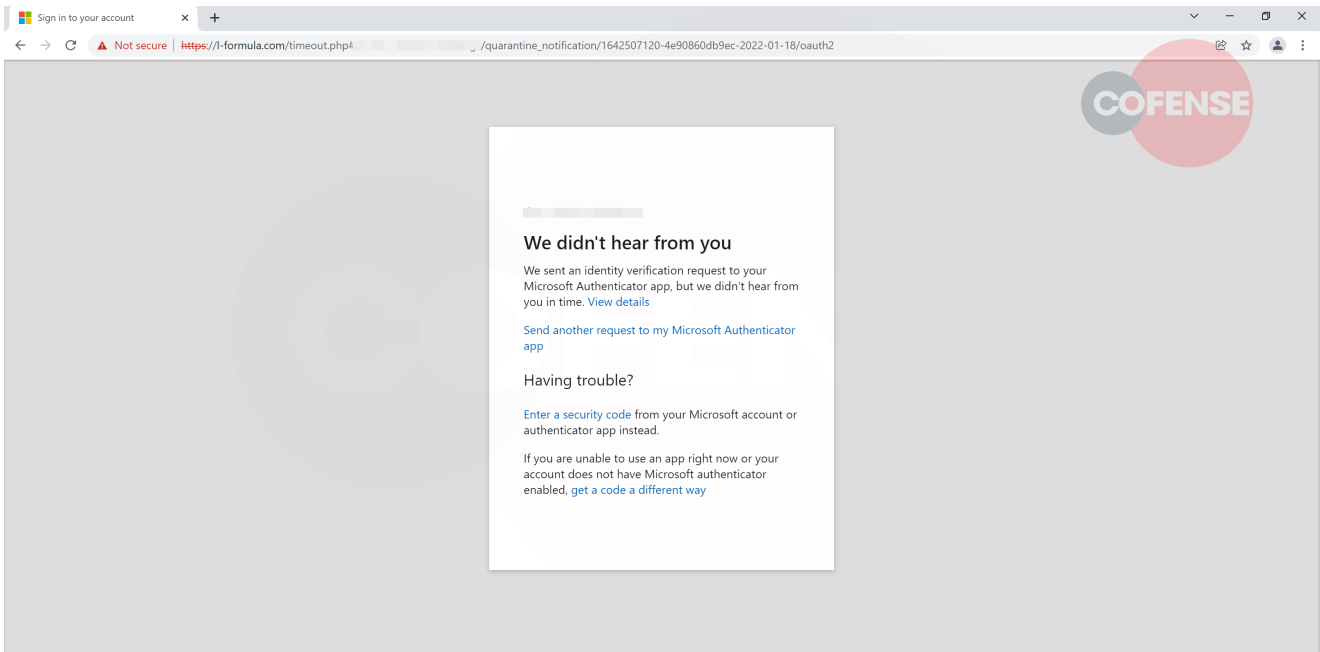 Sign in to your account
Not secure https://l-formula.com/timeout.php# /quarantine_notification/1642507120-4e90860db9ec-2022-01-18/oauth2
COFENSE
We didn't hear from you
We sent an identity verification request to your
Microsoft Authenticator app, but we didn't hear from
you in time. View details
Send another request to my Microsoft Authenticator
app
Having trouble?
Enter a security code from your Microsoft account or
authenticator app instead.
If you are unable to use an app right now or your
account does not have Microsoft authenticator
enabled, get a code a different way
COFENSE